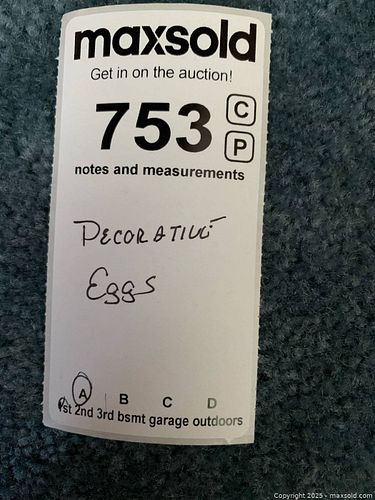 maxsold
Get in on the auction!
753 C
P
notes and measurements
DECORATIVE
Eggs
A B C D
1st 2nd 3rd bsmt garage outdoors
Copyright 2025 - maxsold.com